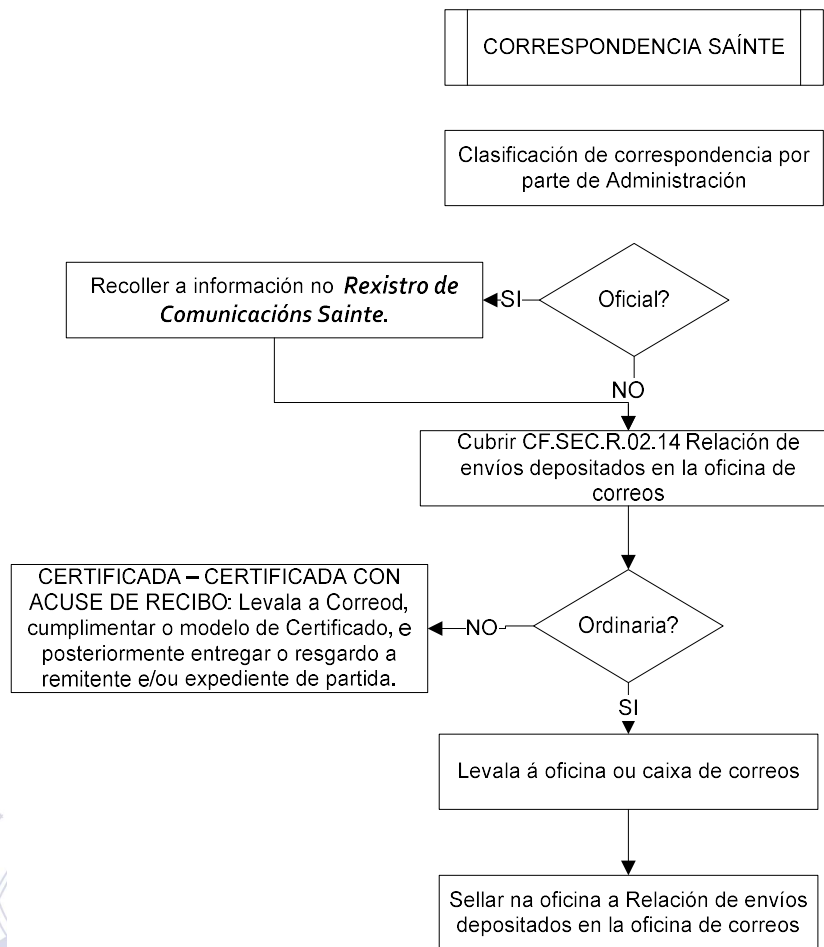 CORRESPONDENCIA SAÍNTE
Clasificación de correspondencia por
parte de Administración
Oficial?
SI
Recoller a información no Rexistro de
Comunicacións Sainte.
NO
Cubrir CF.SEC.R.02.14 Relación de
envíos depositados en la oficina de
correos
Ordinaria?
NO
CERTIFICADA – CERTIFICADA CON
ACUSE DE RECIBO: Levala a Correod,
cumplimentar o modelo de Certificado, e
posteriormente entregar o resgardo a
remitente e/ou expediente de partida.
SI
Levala á oficina ou caixa de correos
Sellar na oficina a Relación de envíos
depositados en la oficina de correos